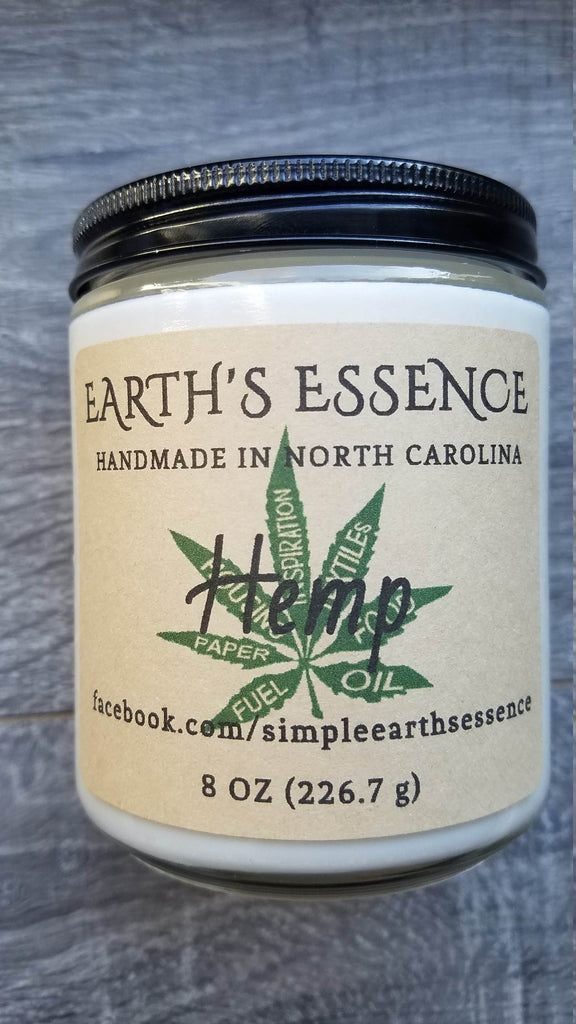 EARTH'S ESSENCE
HANDMADE IN NORTH CAROLINA
Hemp
PAPER
FUEL
OIL
facebook.com/simpleearthsessence
8 OZ (226.7 g)